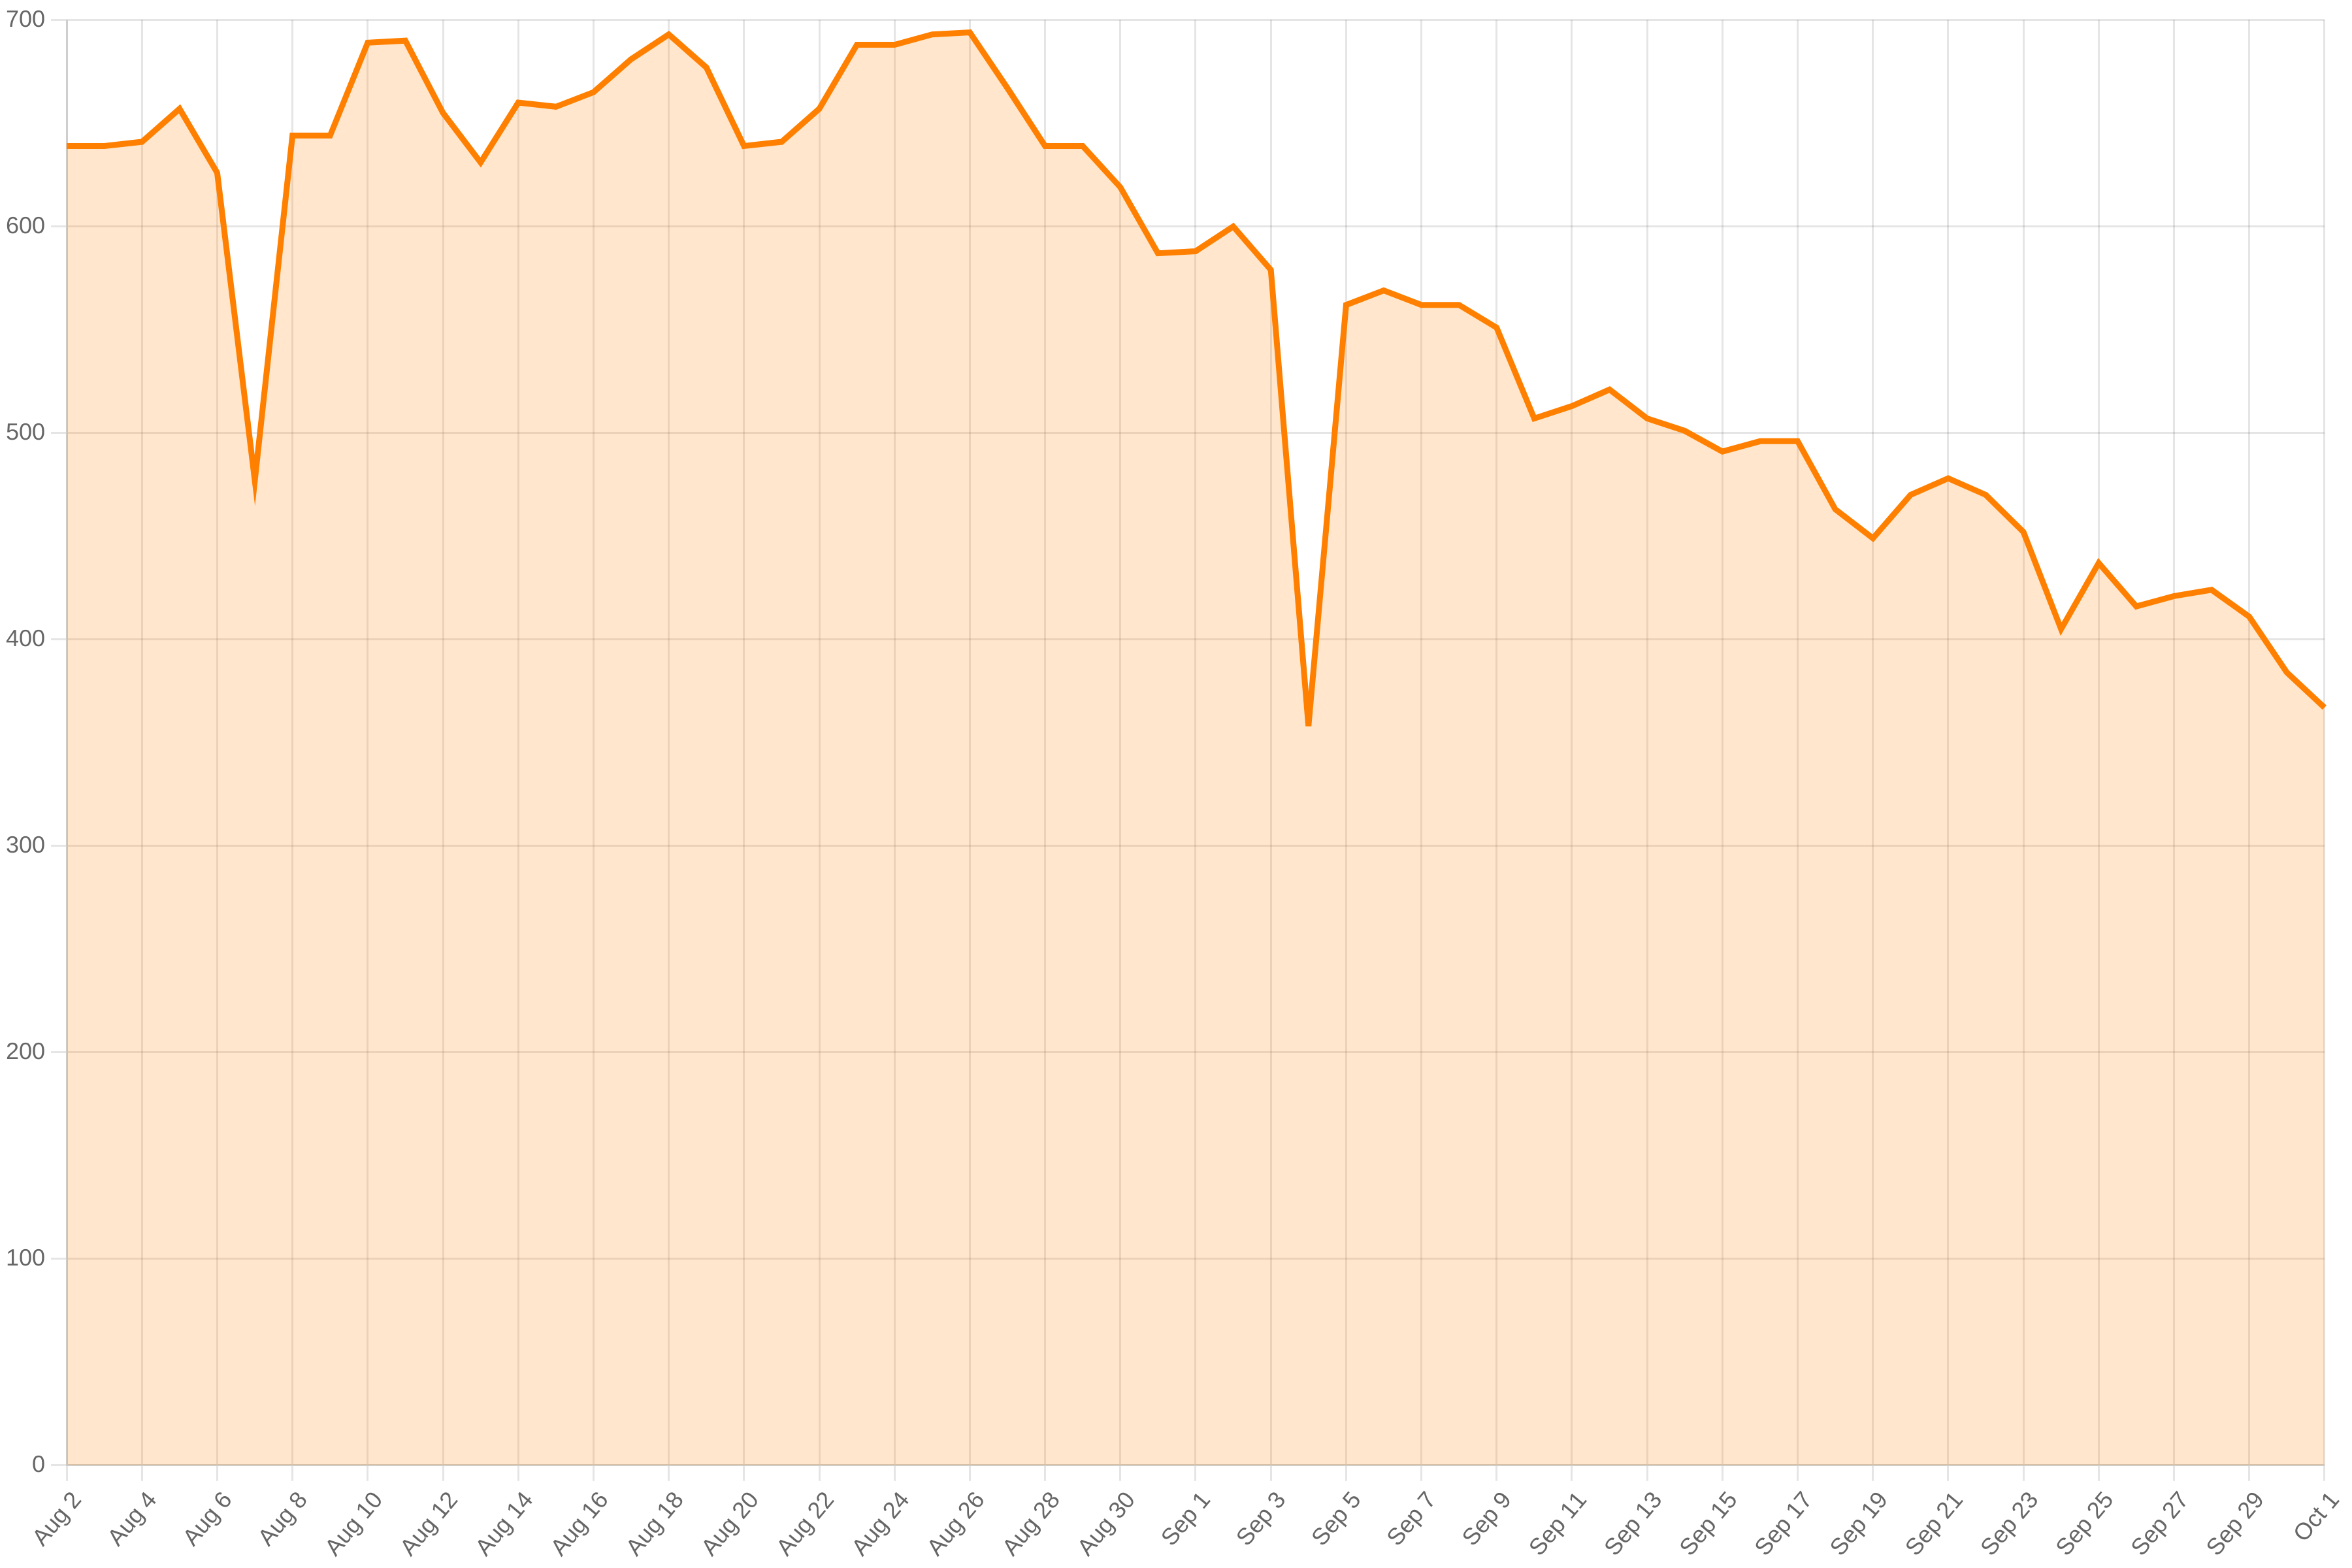 700
600
500
400
300
200
100
0
Aug 2
Aug 4
Aug 6
Aug 8
Aug 10
Aug 12
Aug 14
Aug 16
Aug 18
Aug 20
Aug 22
Aug 24
Aug 26
Aug 28
Aug 30
Sep 1
Sep 3
Sep 5
Sep 7
Sep 9
Sep 11
Sep 13
Sep 15
Sep 17
Sep 19
Sep 21
Sep 23
Sep 25
Sep 27
Sep 29
Oct 1